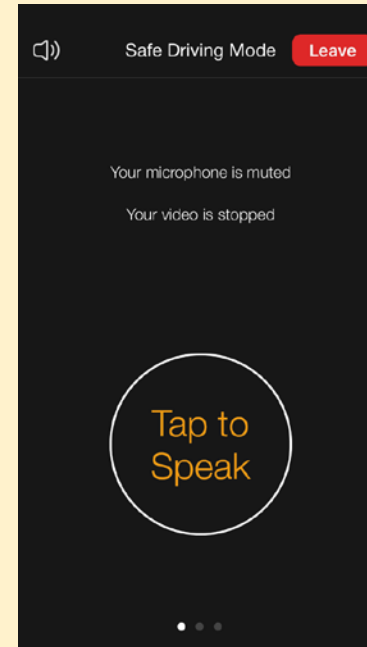 Safe Driving Mode Leave
Your microphone is muted
Your video is stopped
Tap to
Speak